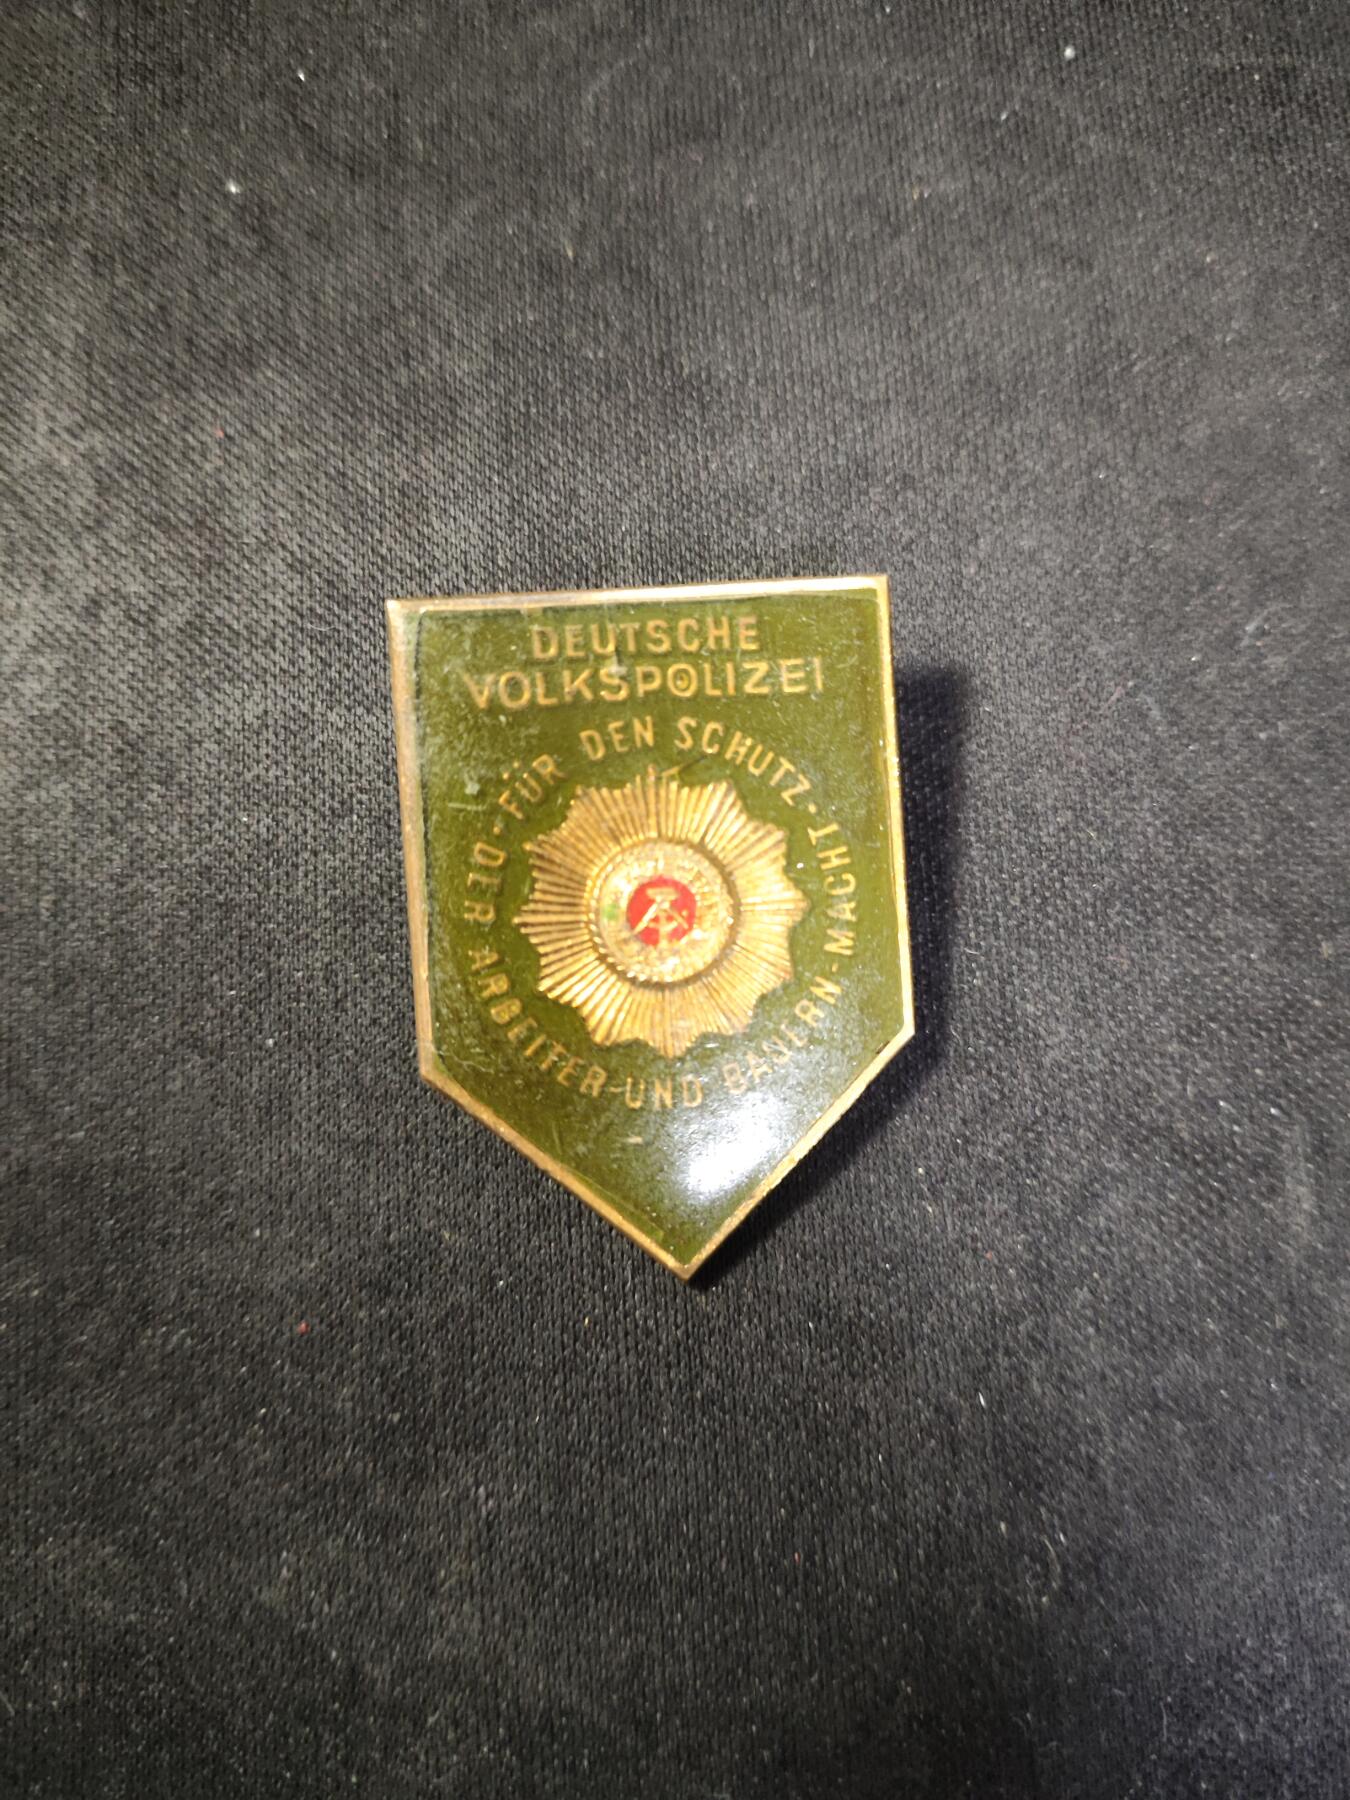 DEUTSCHE
VOLKSPOLIZEI
FÜR DEN SCHUTZ · DER ARBEITER-UND BAUERN-MACHT